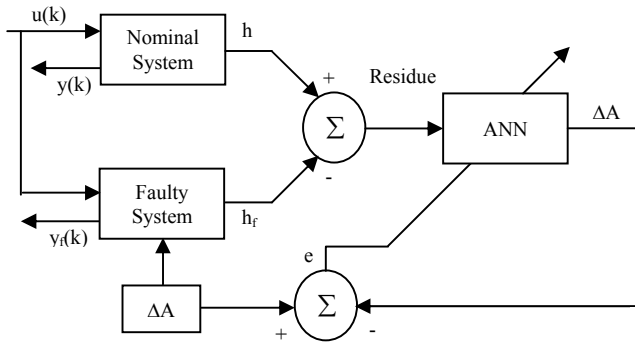 u(k)
h
Nominal
System
y(k)
+
Residue
Σ
ANN
ΔA
-
Faulty
System
h_f
y_f(k)
e
ΔA
Σ
+
-